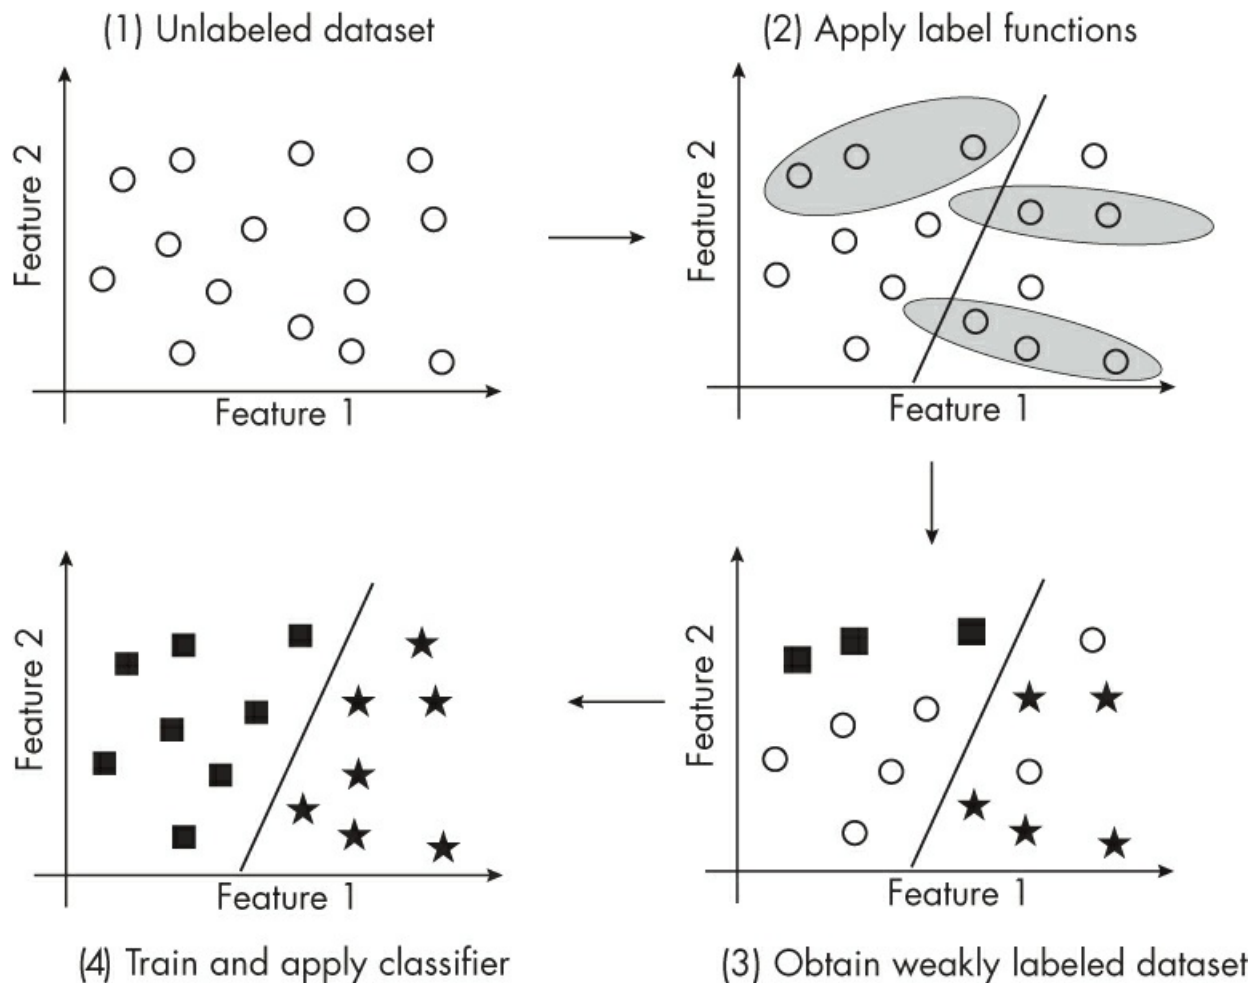 (1) Unlabeled dataset
(2) Apply label functions
Feature 2
Feature 1
Feature 2
Feature 1
Feature 2
Feature 1
Feature 2
Feature 1
(4) Train and apply classifier
(3) Obtain weakly labeled dataset